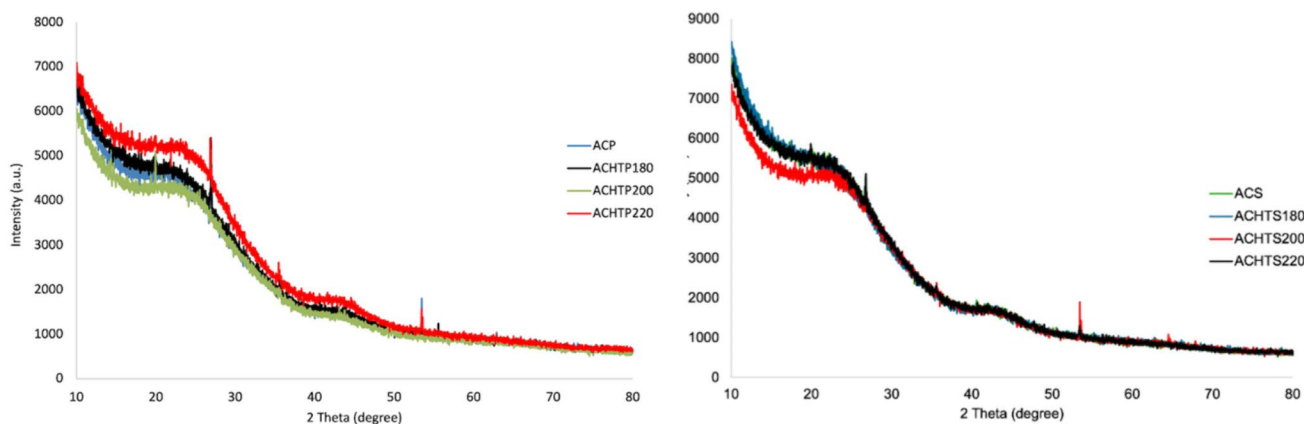 8000
7000
6000
5000
4000
3000
2000
1000
0
Intensity (a.u.)
10 20 30 40 50 60 70 80
2 Theta (degree)
ACP
ACHTP180
ACHTP200
ACHTP220
9000
8000
7000
6000
5000
4000
3000
2000
1000
0
10 20 30 40 50 60 70 80
2 Theta (degree)
ACS
ACHTS180
ACHTS200
ACHTS220